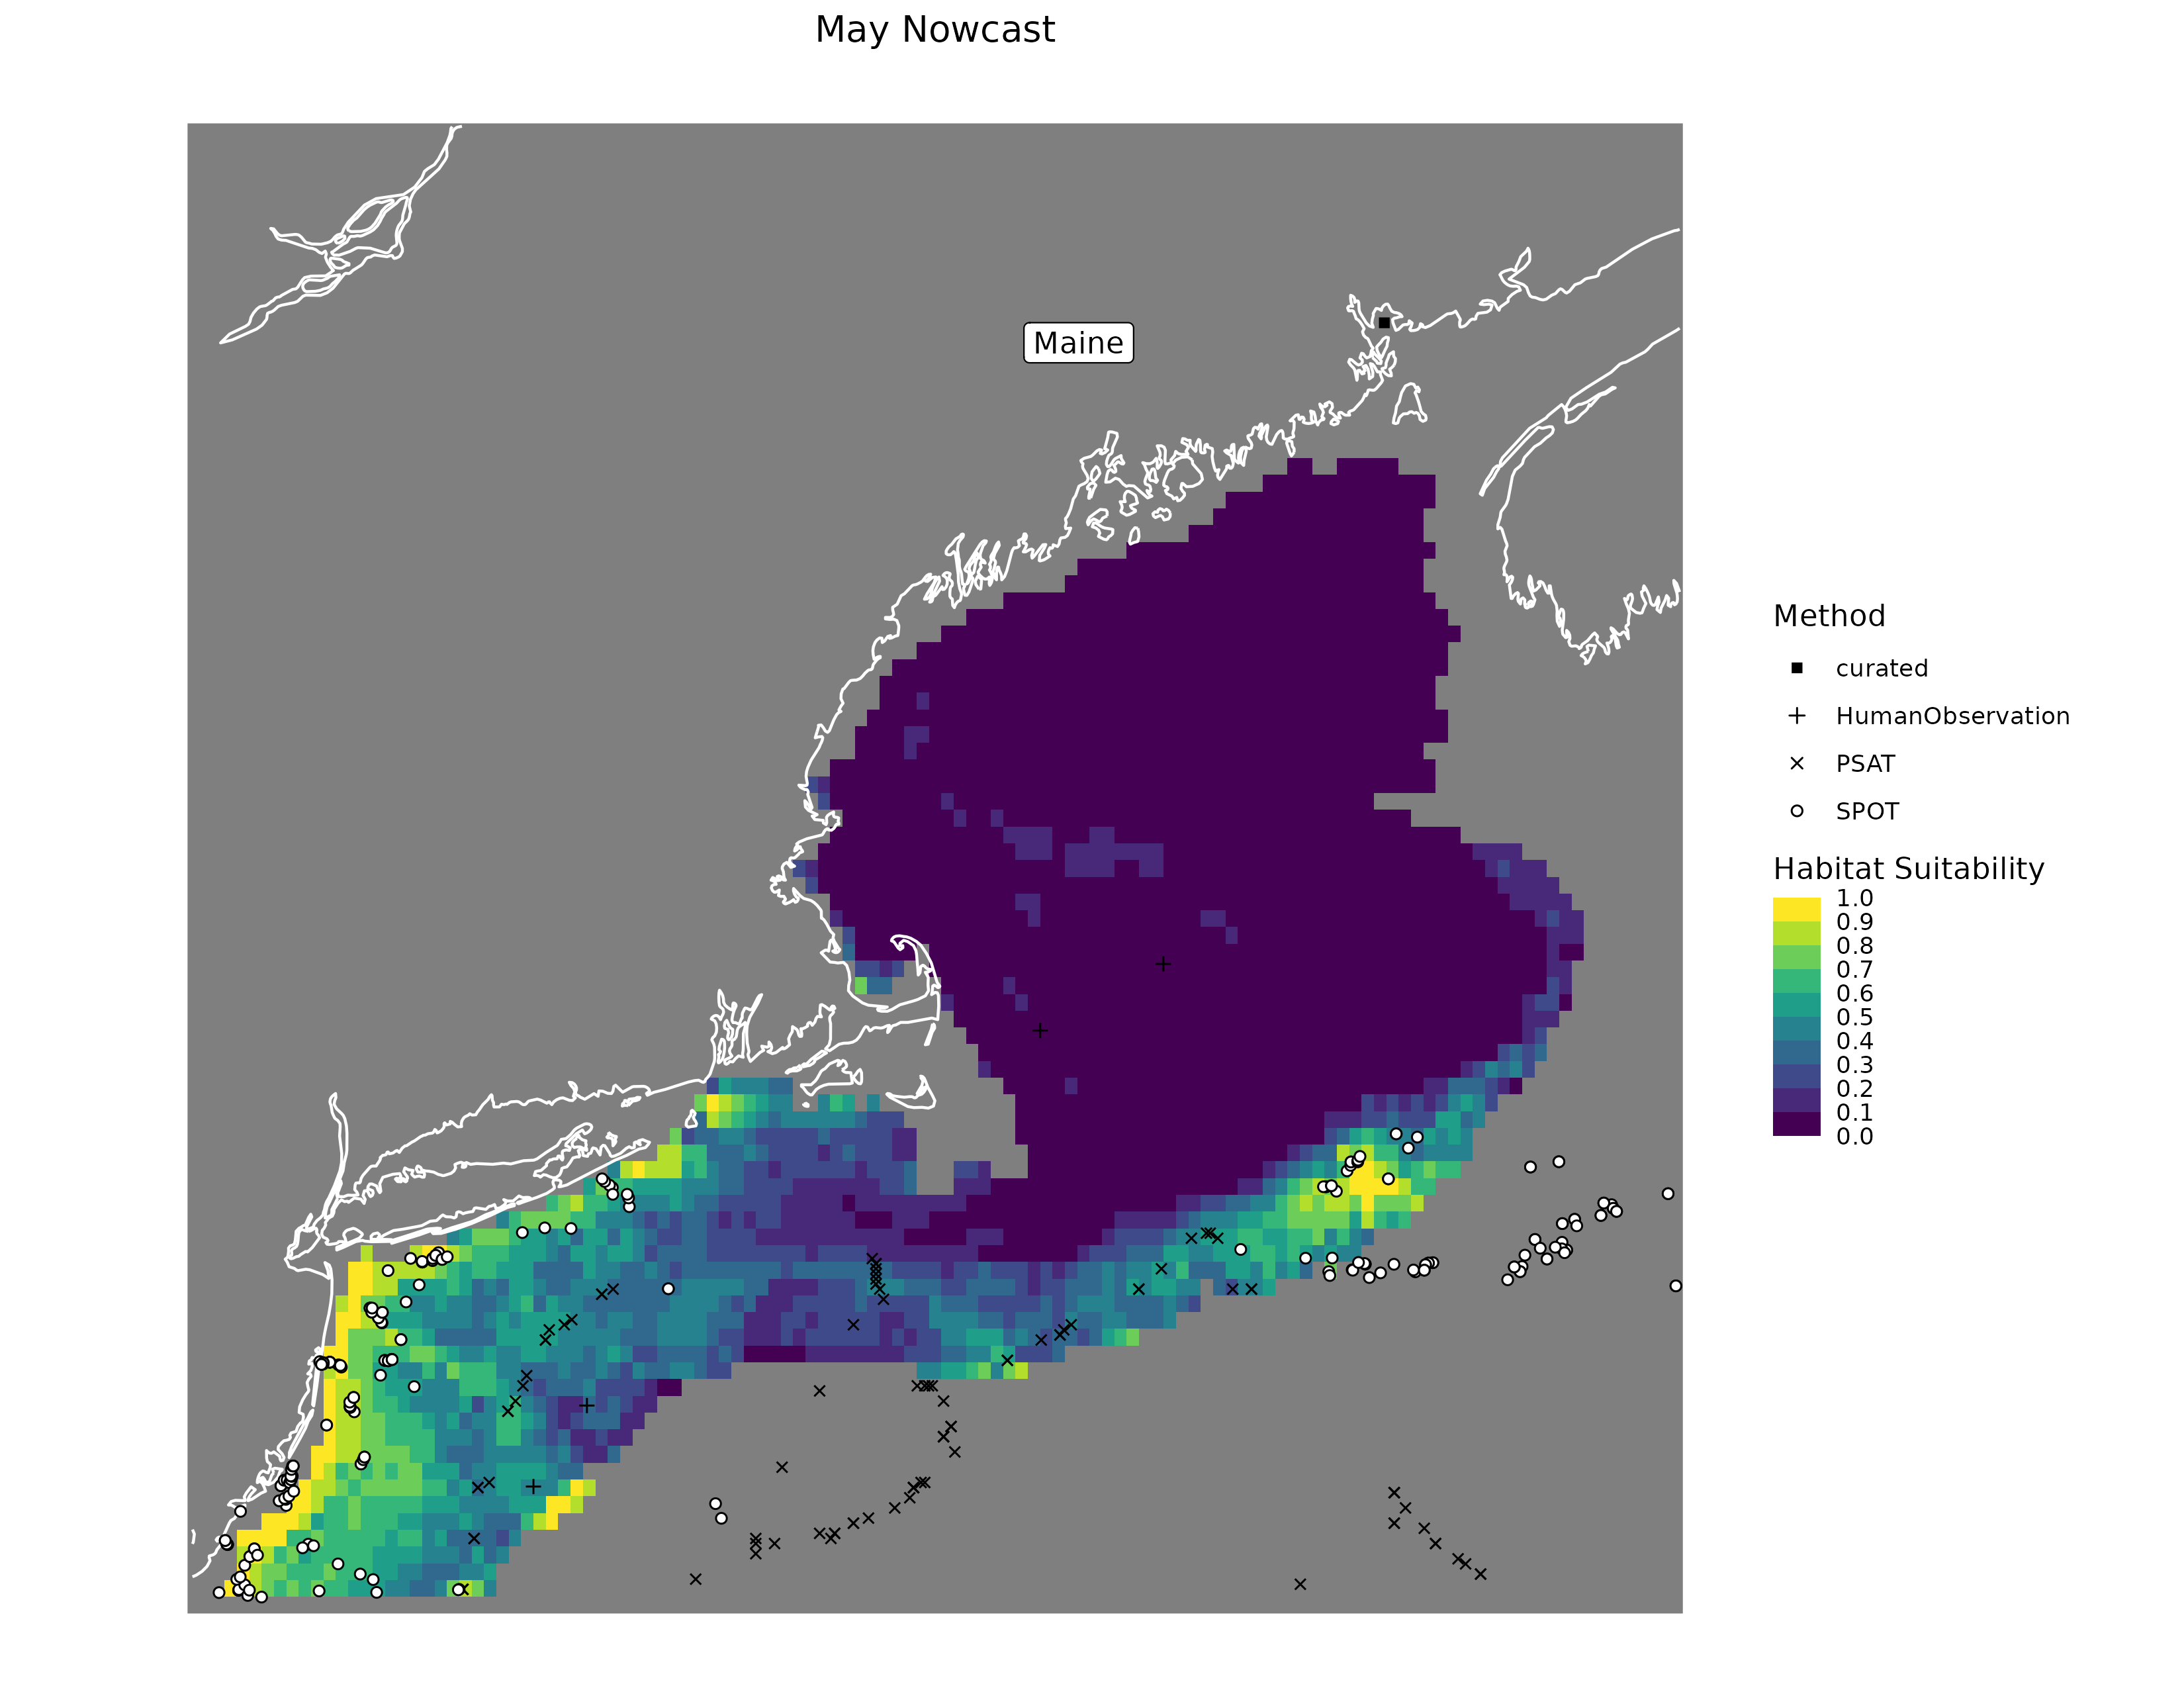 May Nowcast
Maine
Method
curated
HumanObservation
PSAT
SPOT
Habitat Suitability
1.0
0.9
0.8
0.7
0.6
0.5
0.4
0.3
0.2
0.1
0.0